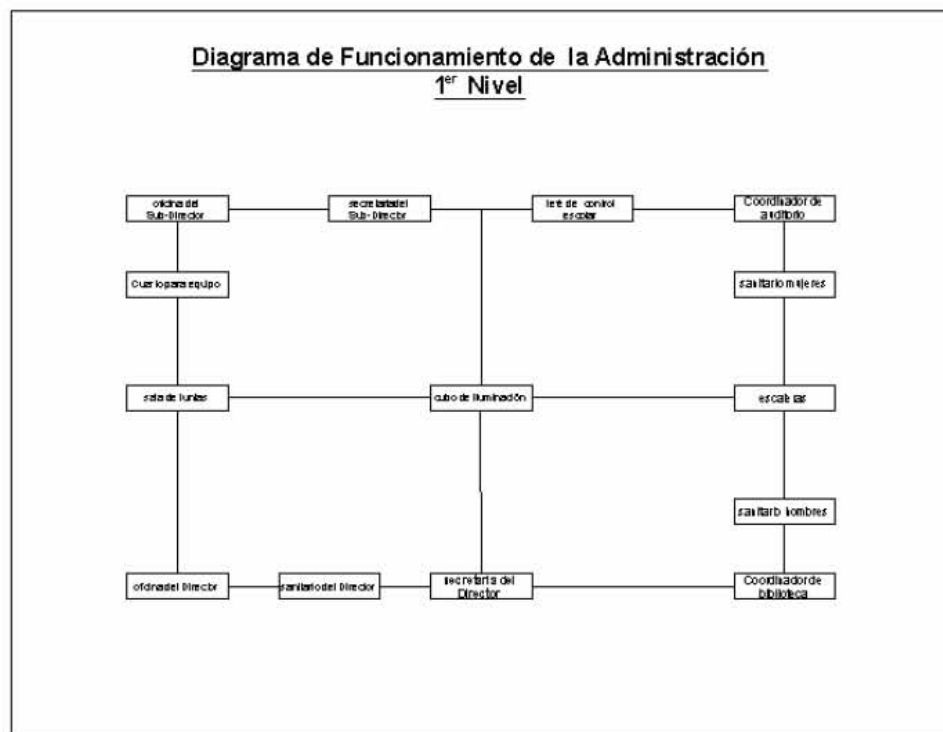 Diagrama de Funcionamiento de la Administración
1er Nivel
oficina del
Sub-Director
secretaria del
Sub-Director
jefe de control
escolar
Coordinador de
auditorio
Cuarto para equipo
sanitario mujeres
sala de juntas
cubo de iluminación
escaleras
sanitario hombres
oficina del Director
sanitario del Director
secretaria del
Director
Coordinador de
biblioteca